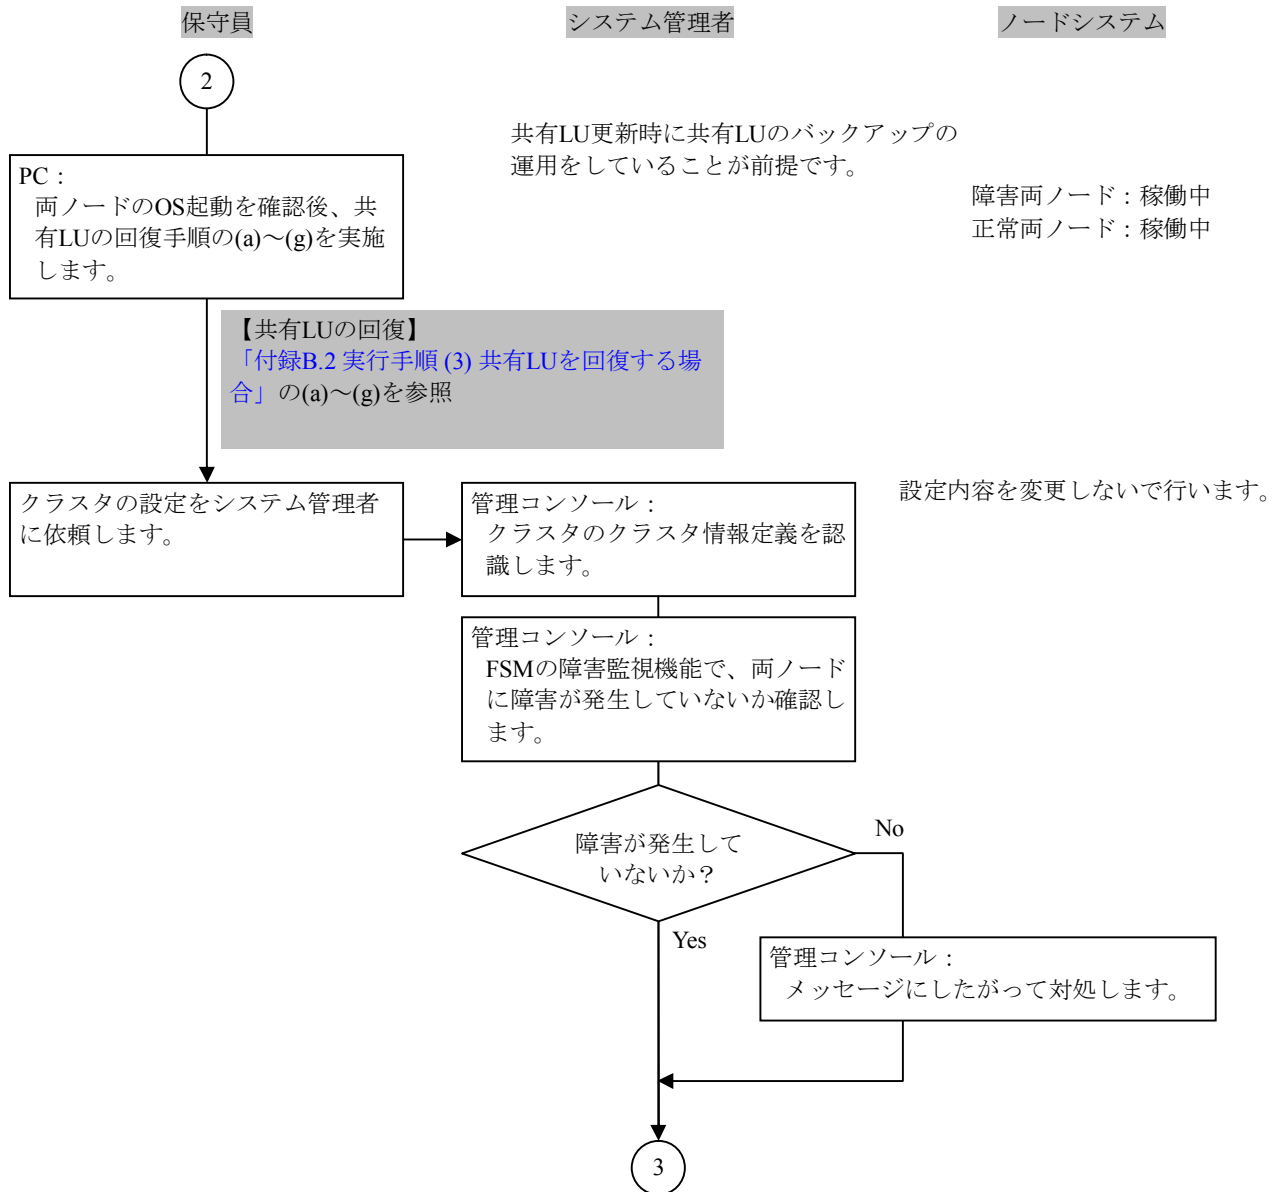 保守員
システム管理者
ノードシステム
2
共有LU更新時に共有LUのバックアップの
運用をしていることが前提です。
PC：
両ノードのOS起動を確認後、共
有LUの回復手順の(a)～(g)を実施
します。
障害両ノード：稼働中
正常両ノード：稼働中
【共有LUの回復】
「付録B.2 実行手順 (3) 共有LUを回復する場
合」の(a)～(g)を参照
クラスタの設定をシステム管理者
に依頼します。
管理コンソール：
クラスタのクラスタ情報定義を認
識します。
設定内容を変更しないで行います。
管理コンソール：
FSMの障害監視機能で、両ノード
に障害が発生していないか確認し
ます。
障害が発生して
いないか？
No
Yes
管理コンソール：
メッセージにしたがって対処します。
3